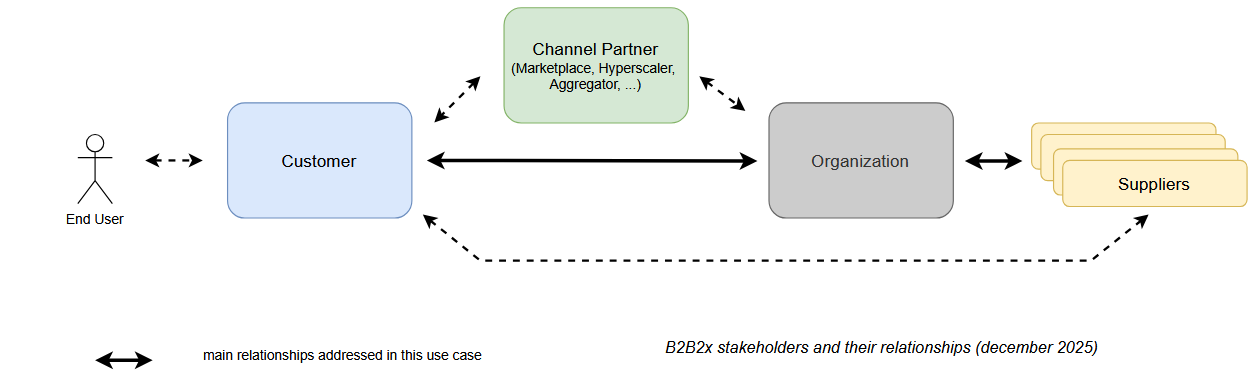 Channel Partner
(Marketplace, Hyperscaler,
Aggregator, ...)
End User
Customer
Organization
Suppliers
main relationships addressed in this use case
B2B2x stakeholders and their relationships (december 2025)